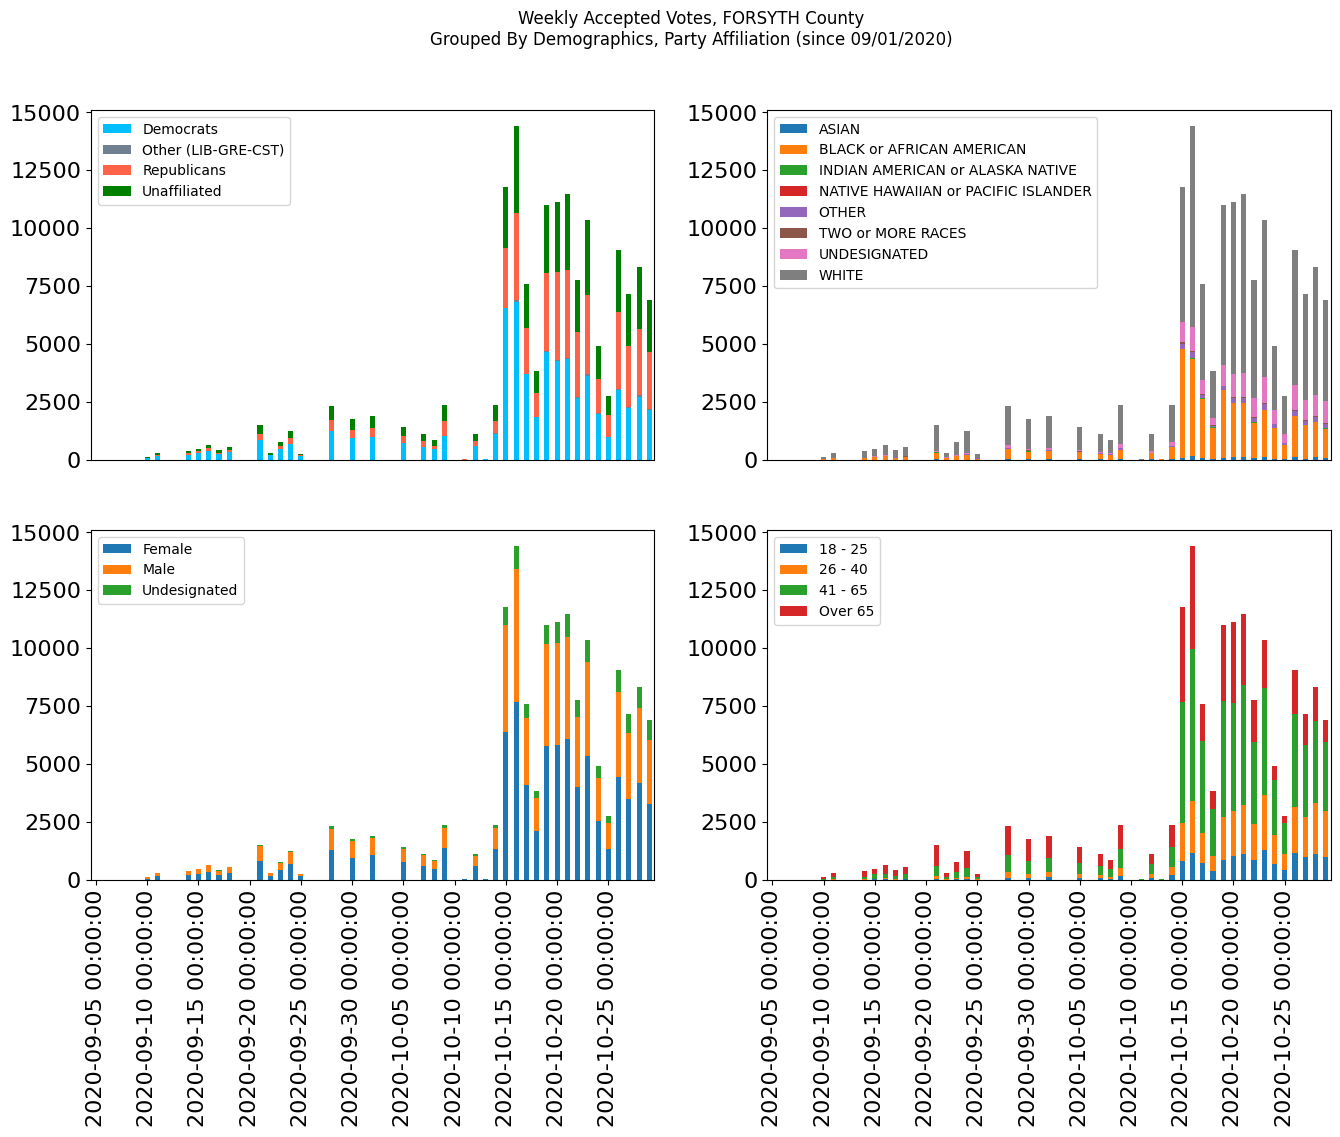 Weekly Accepted Votes, FORSYTH County
Grouped By Demographics, Party Affiliation (since 09/01/2020)
15000
12500
10000
7500
5000
2500
0
Democrats
Other (LIB-GRE-CST)
Republicans
Unaffiliated
15000
12500
10000
7500
5000
2500
0
ASIAN
BLACK or AFRICAN AMERICAN
INDIAN AMERICAN or ALASKA NATIVE
NATIVE HAWAIIAN or PACIFIC ISLANDER
OTHER
TWO or MORE RACES
UNDESIGNATED
WHITE
15000
12500
10000
7500
5000
2500
0
Female
Male
Undesignated
2020-09-05 00:00:00
2020-09-10 00:00:00
2020-09-15 00:00:00
2020-09-20 00:00:00
2020-09-25 00:00:00
2020-09-30 00:00:00
2020-10-05 00:00:00
2020-10-10 00:00:00
2020-10-15 00:00:00
2020-10-20 00:00:00
2020-10-25 00:00:00
15000
12500
10000
7500
5000
2500
0
18 - 25
26 - 40
41 - 65
Over 65
2020-09-05 00:00:00
2020-09-10 00:00:00
2020-09-15 00:00:00
2020-09-20 00:00:00
2020-09-25 00:00:00
2020-09-30 00:00:00
2020-10-05 00:00:00
2020-10-10 00:00:00
2020-10-15 00:00:00
2020-10-20 00:00:00
2020-10-25 00:00:00